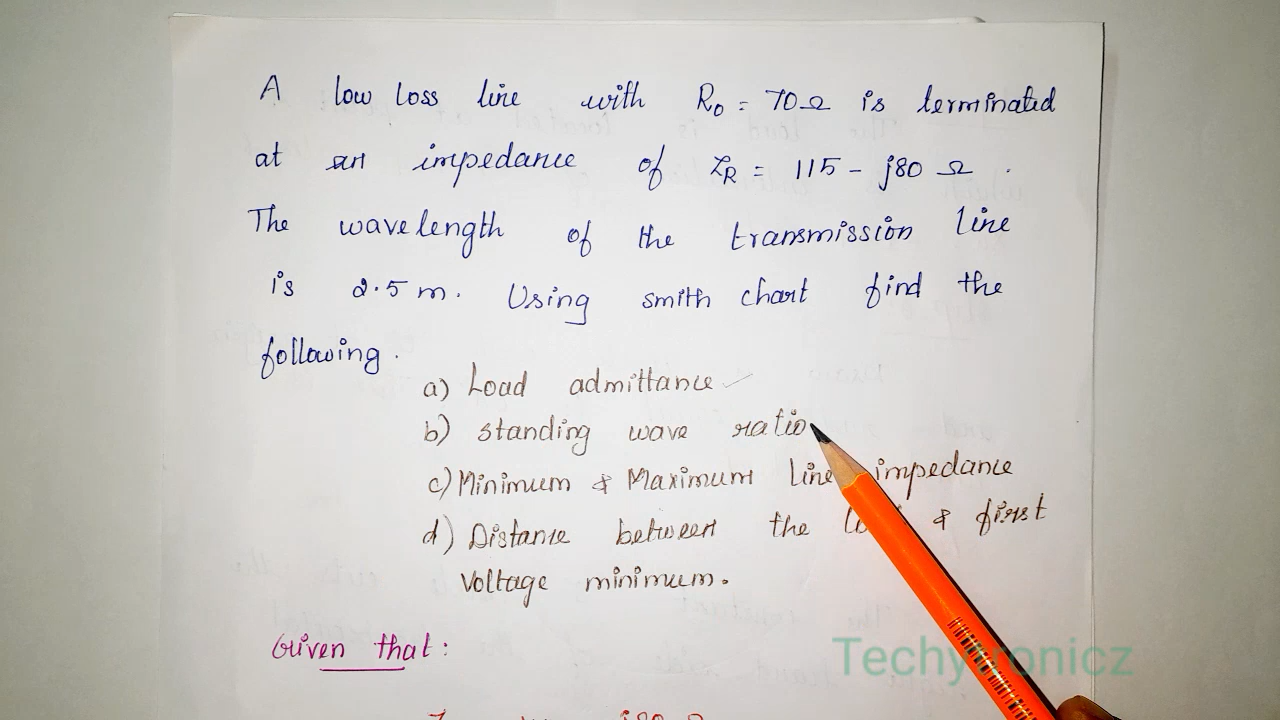 A low loss line with R₀ = 70Ω is terminated
at an impedance of Z_R = 115 - j80 Ω .
The wavelength of the transmission line
is 2.5 m. Using smith chart find the
following.
a) Load admittance ✓
b) standing wave ratio
c) Minimum & Maximum Line impedance
d) Distance between the & first
Voltage minimum.
Given that:
Techytronicz